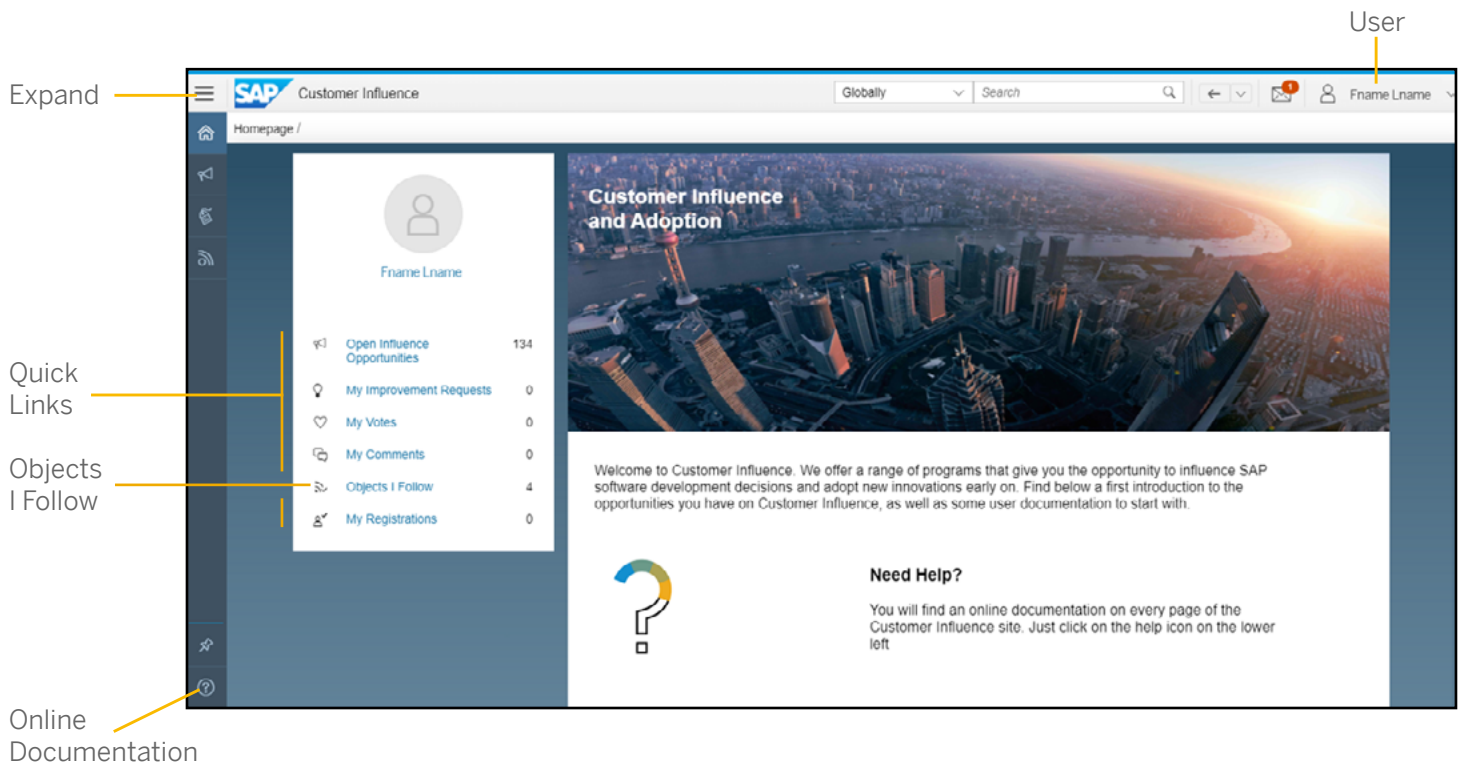 User
Expand
SAP Customer Influence Globally Search 1 Fname Lname
Homepage /
Customer Influence
and Adoption
Fname Lname
Open Influence
Opportunities 134
My Improvement Requests 0
My Votes 0
My Comments 0
Objects I Follow 4
My Registrations 0
Quick
Links
Objects
I Follow
Welcome to Customer Influence. We offer a range of programs that give you the opportunity to influence SAP
software development decisions and adopt new innovations early on. Find below a first introduction to the
opportunities you have on Customer Influence, as well as some user documentation to start with.
Need Help?
You will find an online documentation on every page of the
Customer Influence site. Just click on the help icon on the lower
left
Online
Documentation